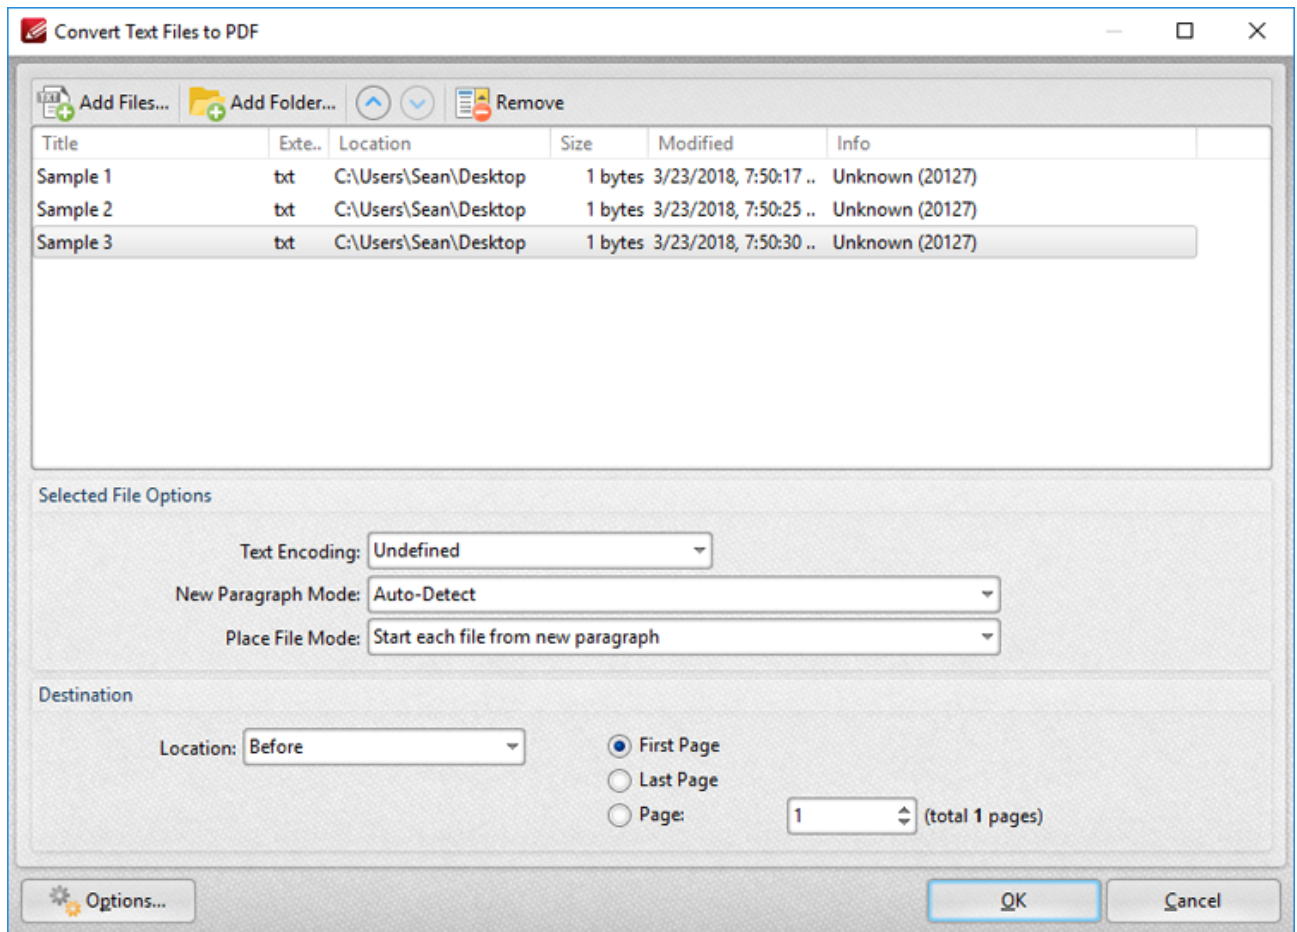 Convert Text Files to PDF
Add Files... Add Folder... Remove
Title Exte.. Location Size Modified Info
Sample 1 txt C:\Users\Sean\Desktop 1 bytes 3/23/2018, 7:50:17 .. Unknown (20127)
Sample 2 txt C:\Users\Sean\Desktop 1 bytes 3/23/2018, 7:50:25 .. Unknown (20127)
Sample 3 txt C:\Users\Sean\Desktop 1 bytes 3/23/2018, 7:50:30 .. Unknown (20127)
Selected File Options
Text Encoding: Undefined
New Paragraph Mode: Auto-Detect
Place File Mode: Start each file from new paragraph
Destination
Location: Before First Page
Last Page
Page: 1 (total 1 pages)
Options... OK Cancel